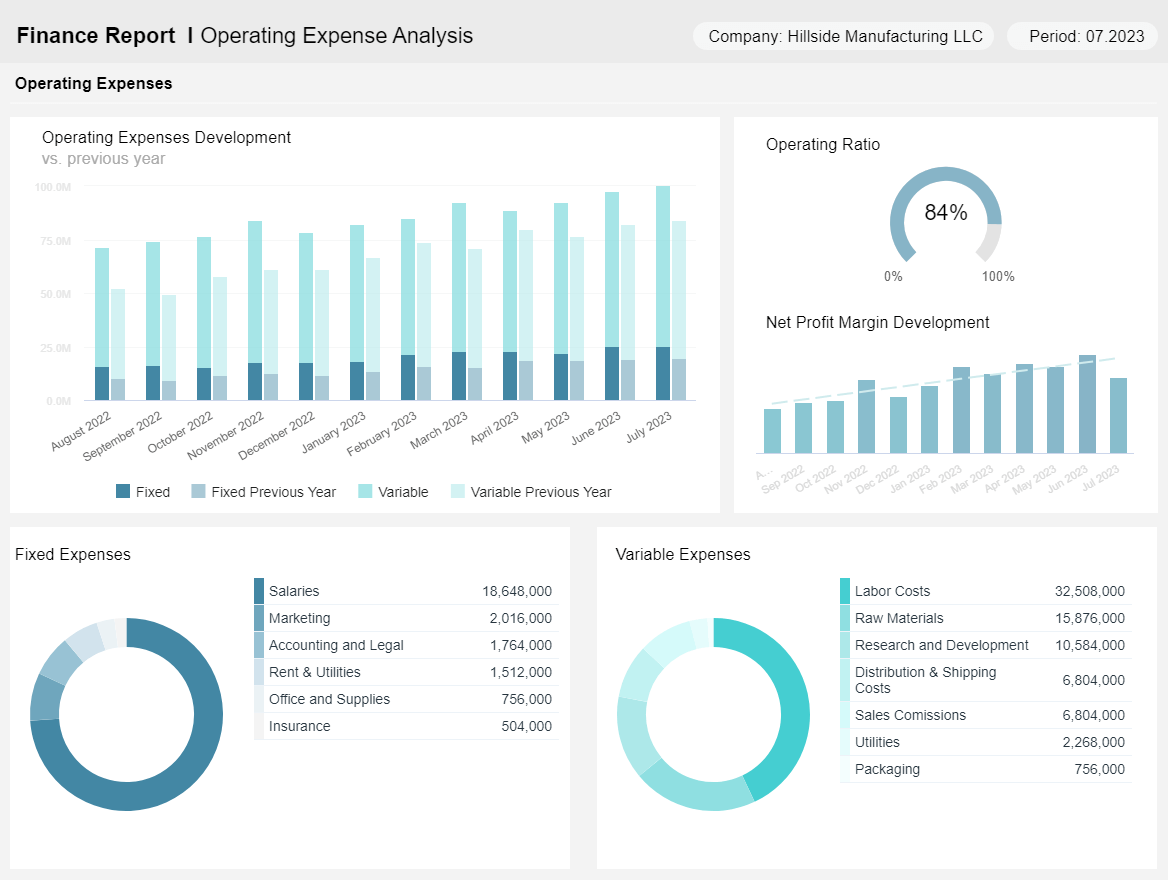 Finance Report I Operating Expense Analysis
Company: Hillside Manufacturing LLC
Period: 07.2023
Operating Expenses
Operating Expenses Development
vs. previous year
100.0M
75.0M
50.0M
25.0M
0.0M
August 2022
September 2022
October 2022
November 2022
December 2022
January 2023
February 2023
March 2023
April 2023
May 2023
June 2023
July 2023
Fixed
Fixed Previous Year
Variable
Variable Previous Year
Operating Ratio
84%
0%
100%
Net Profit Margin Development
A...
Sep 2022
Oct 2022
Nov 2022
Dec 2022
Jan 2023
Feb 2023
Mar 2023
Apr 2023
May 2023
Jun 2023
Jul 2023
Fixed Expenses
Salaries 18,648,000
Marketing 2,016,000
Accounting and Legal 1,764,000
Rent & Utilities 1,512,000
Office and Supplies 756,000
Insurance 504,000
Variable Expenses
Labor Costs 32,508,000
Raw Materials 15,876,000
Research and Development 10,584,000
Distribution & Shipping
Costs 6,804,000
Sales Comissions 6,804,000
Utilities 2,268,000
Packaging 756,000